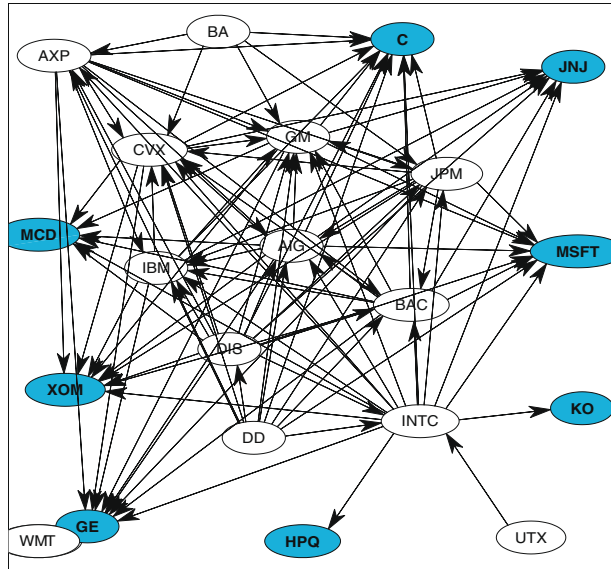 BA
C
AXP
JNJ
GM
CVX
JPM
MCD
AIG
MSFT
IBM
BAC
DIS
XOM
KO
INTC
DD
GE
WMT
HPQ
UTX